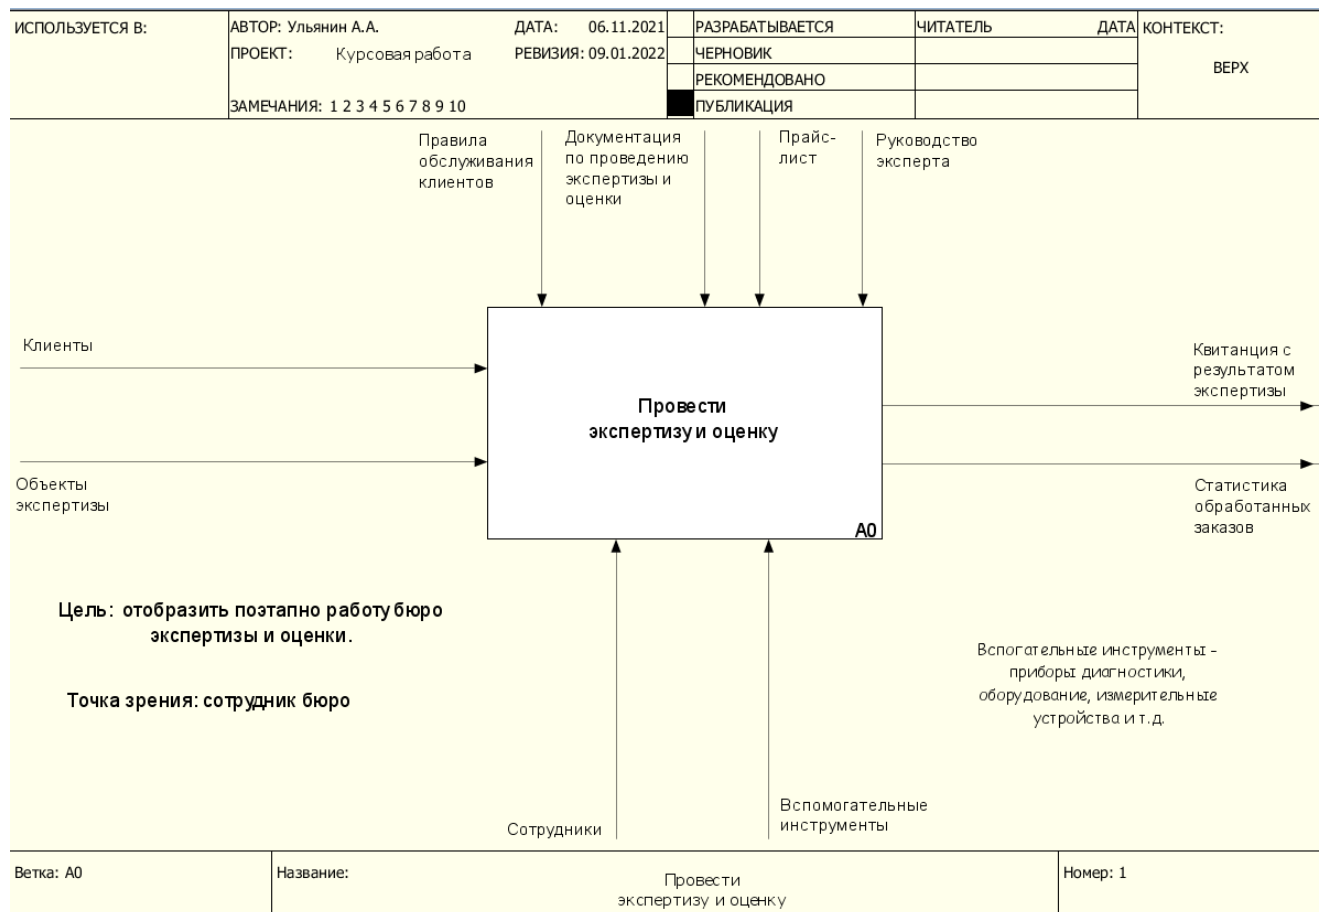 ИСПОЛЬЗУЕТСЯ В:
АВТОР: Ульянин А.А.
ДАТА: 06.11.2021
ПРОЕКТ: Курсовая работа
РЕВИЗИЯ: 09.01.2022
ЗАМЕЧАНИЯ: 1 2 3 4 5 6 7 8 9 10
РАЗРАБАТЫВАЕТСЯ
ЧЕРНОВИК
РЕКОМЕНДОВАНО
ПУБЛИКАЦИЯ
ЧИТАТЕЛЬ
ДАТА
КОНТЕКСТ:
ВЕРХ
Правила
обслуживания
клиентов
Документация
по проведению
экспертизы и
оценки
Прайс-
лист
Руководство
эксперта
Клиенты
Объекты
экспертизы
Провести
экспертизу и оценку
A0
Квитанция с
результатом
экспертизы
Статистика
обработанных
заказов
Цель: отобразить поэтапно работу бюро
экспертизы и оценки.
Точка зрения: сотрудник бюро
Вспогательные инструменты -
приборы диагностики,
оборудование, измерительные
устройства и т.д.
Сотрудники
Вспомогательные
инструменты
Ветка: A0
Название:
Провести
экспертизу и оценку
Номер: 1